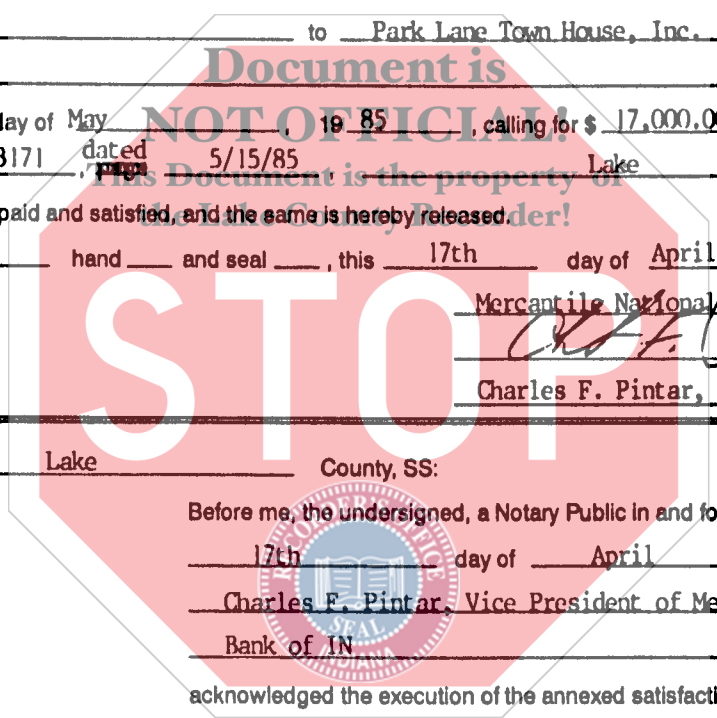 to Park Lane Town House, Inc.
Document is
NOT OFFICIAL!
day of May, 19 85, calling for $ 17,000.0
3171, dated 5/15/85, Lake
This Document is the property of
paid and satisfied, and the same is hereby released.
the Lake County Recorder!
hand and seal, this 17th day of April
Mercantile National
STOP
Charles F. Pintar,
Lake County, SS:
Before me, the undersigned, a Notary Public in and fo
17th day of April
RECORDER'S OFFICE
Charles F. Pintar, Vice President of Me
SEAL
Bank of IN
INDIANA
acknowledged the execution of the annexed satisfacti